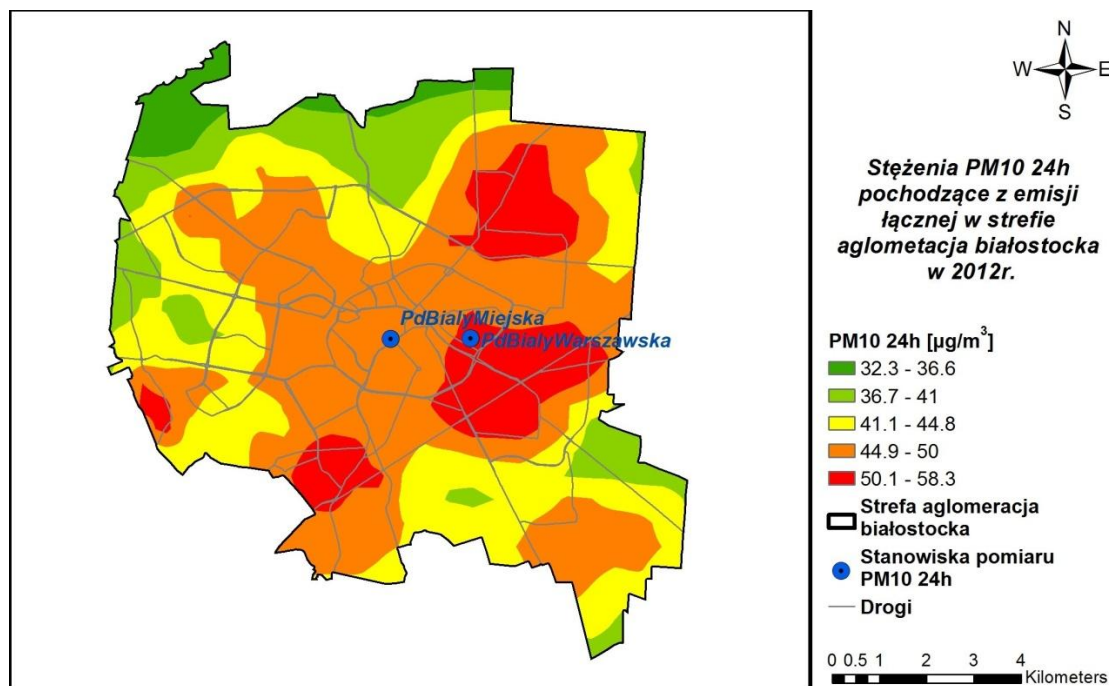 PdBialyMiejska
PdBialyWarszawska
N
W E
S
Stężenia PM10 24h
pochodzące z emisji
łącznej w strefie
aglometacja białostocka
w 2012r.
PM10 24h [µg/m³]
32.3 - 36.6
36.7 - 41
41.1 - 44.8
44.9 - 50
50.1 - 58.3
Strefa aglomeracja
białostocka
Stanowiska pomiaru
PM10 24h
Drogi
0 0.5 1 2 3 4
Kilometers